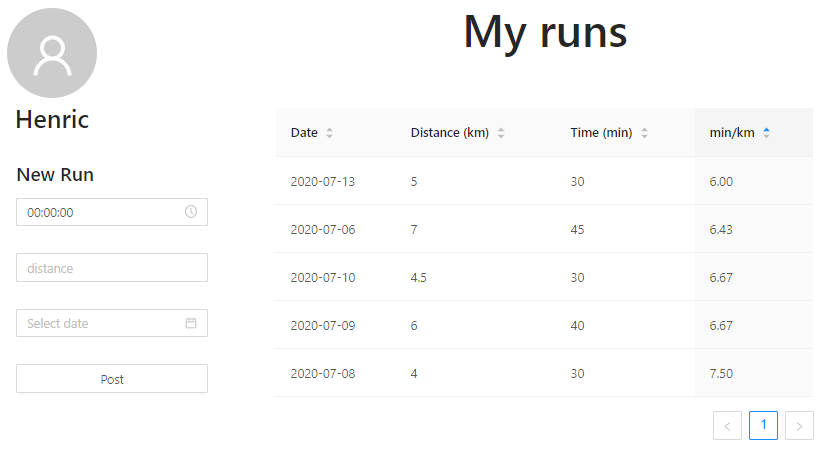 My runs
Henric
New Run
00:00:00
distance
Select date
Post
Date Distance (km) Time (min) min/km
2020-07-13 5 30 6.00
2020-07-06 7 45 6.43
2020-07-10 4.5 30 6.67
2020-07-09 6 40 6.67
2020-07-08 4 30 7.50
< 1 >